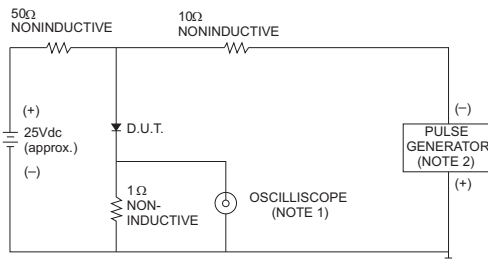 50Ω
NONINDUCTIVE
10Ω
NONINDUCTIVE
(+)
25Vdc
(approx.)
(–)
D.U.T.
1Ω
NON-
INDUCTIVE
OSCILLISCOPE
(NOTE 1)
(–)
PULSE
GENERATOR
(NOTE 2)
(+)